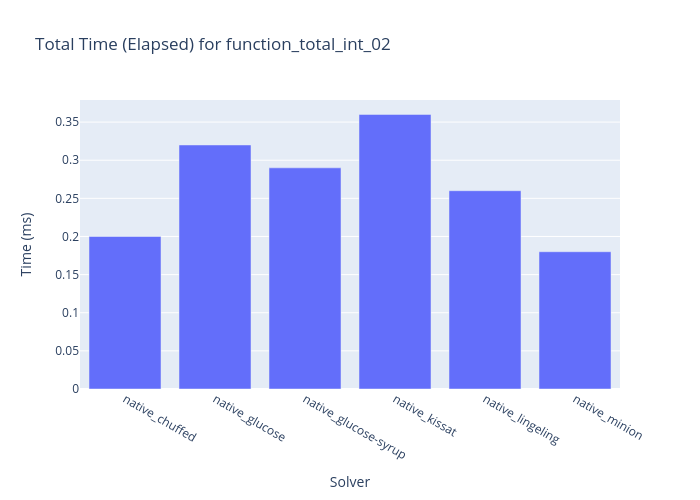 Total Time (Elapsed) for function_total_int_02
Time (ms)
0.35
0.3
0.25
0.2
0.15
0.1
0.05
0
native_chuffed
native_glucose
native_glucose-syrup
native_kissat
native_lingeling
native_minion
Solver